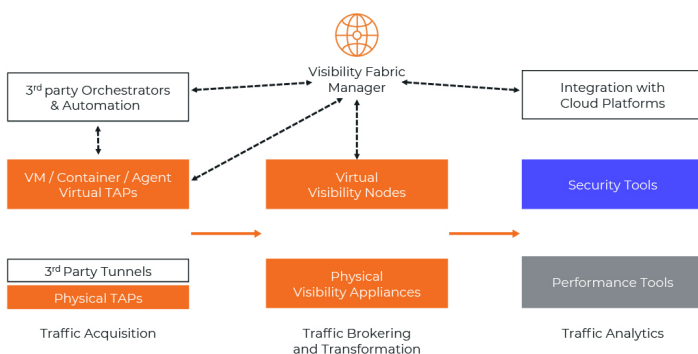 Visibility Fabric
Manager
3rd party Orchestrators
& Automation
Integration with
Cloud Platforms
VM / Container / Agent
Virtual TAPs
Virtual
Visibility Nodes
Security Tools
3rd Party Tunnels
Physical TAPs
Physical
Visibility Appliances
Performance Tools
Traffic Acquisition
Traffic Brokering
and Transformation
Traffic Analytics